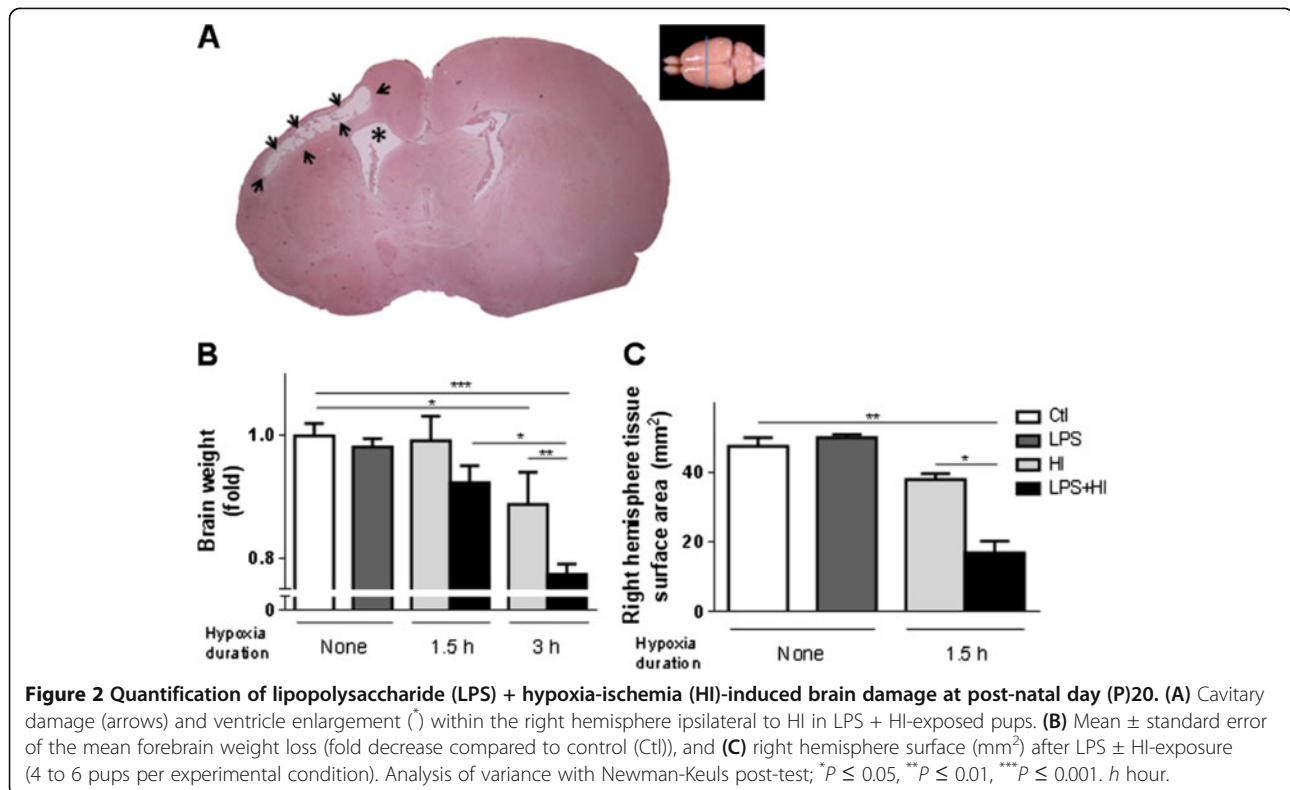 A
*
B
***
*
*
**
1.0
0.8
0
Brain weight
(fold)
Hypoxia
duration
None
1.5 h
3 h
C
**
*
40
20
0
Right hemisphere tissue
surface area (mm²)
Hypoxia
duration
None
1.5 h
Ctl
LPS
HI
LPS+HI
Figure 2 Quantification of lipopolysaccharide (LPS) + hypoxia-ischemia (HI)-induced brain damage at post-natal day (P)20. (A) Cavitary
damage (arrows) and ventricle enlargement (*) within the right hemisphere ipsilateral to HI in LPS + HI-exposed pups. (B) Mean ± standard error
of the mean forebrain weight loss (fold decrease compared to control (Ctl)), and (C) right hemisphere surface (mm²) after LPS ± HI-exposure
(4 to 6 pups per experimental condition). Analysis of variance with Newman-Keuls post-test; *P ≤ 0.05, **P ≤ 0.01, ***P ≤ 0.001. h hour.